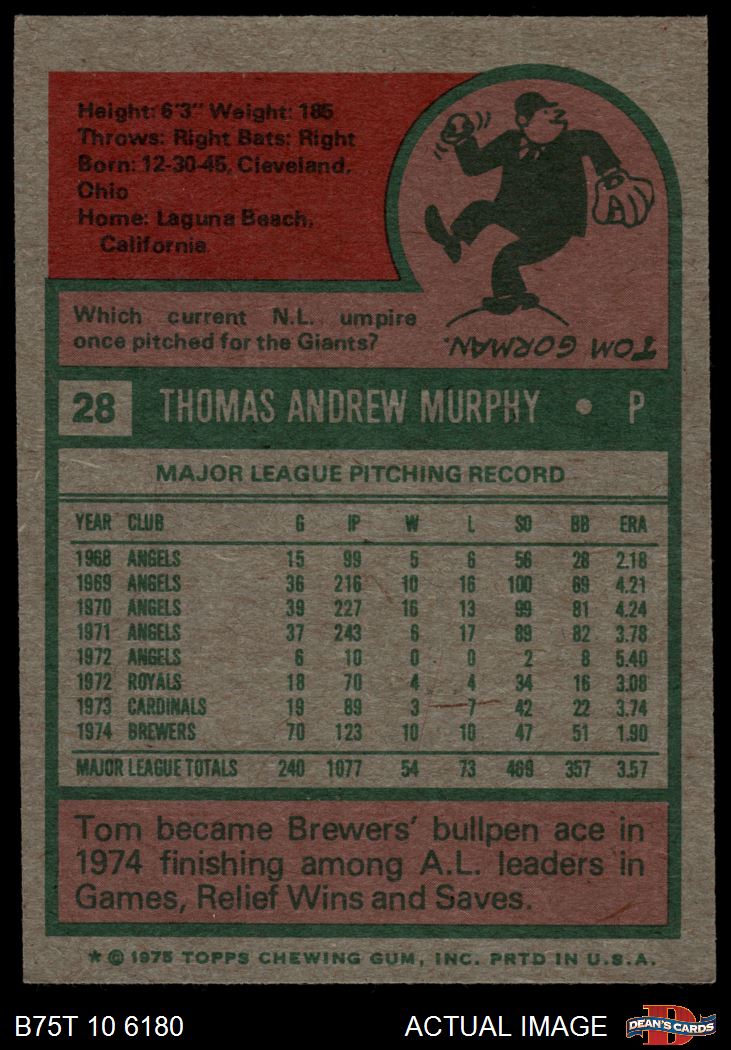 Height: 6'3" Weight: 185
Throws: Right Bats: Right
Born: 12-30-45, Cleveland,
Ohio
Home: Laguna Beach,
California
Which current N.L. umpire
once pitched for the Giants?
TOM GORMAN.
28 THOMAS ANDREW MURPHY • P
MAJOR LEAGUE PITCHING RECORD
YEAR CLUB G IP W L SO BB ERA
1968 ANGELS 15 99 5 6 56 28 2.18
1969 ANGELS 36 216 10 16 100 69 4.21
1970 ANGELS 39 227 16 13 99 81 4.24
1971 ANGELS 37 243 6 17 89 82 3.78
1972 ANGELS 6 10 0 0 2 8 5.40
1972 ROYALS 18 70 4 4 34 16 3.08
1973 CARDINALS 19 89 3 7 42 22 3.74
1974 BREWERS 70 123 10 10 47 51 1.90
MAJOR LEAGUE TOTALS 240 1077 54 73 469 357 3.57
Tom became Brewers' bullpen ace in
1974 finishing among A.L. leaders in
Games, Relief Wins and Saves.
* © 1975 TOPPS CHEWING GUM, INC. PRTD IN U.S.A.
B75T 10 6180 ACTUAL IMAGE DEAN'S CARDS